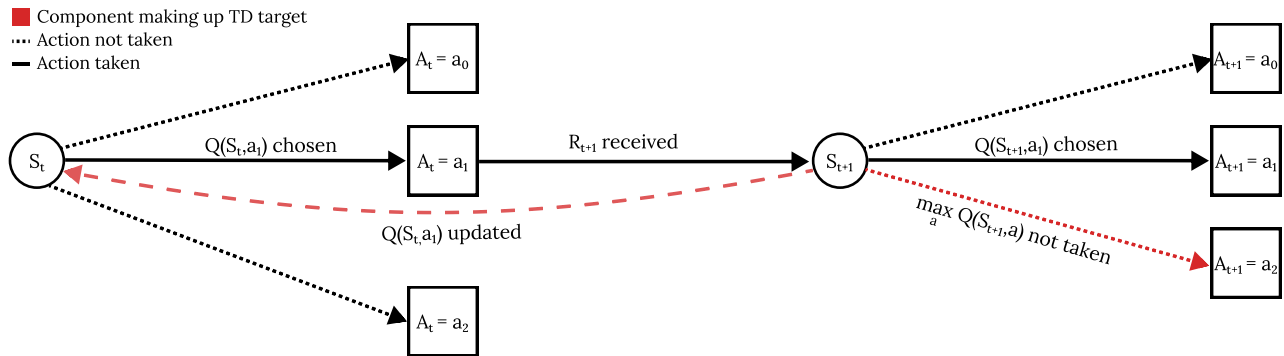 Component making up TD target
Action not taken
Action taken
Aₜ = a₀
Aₜ₊₁ = a₀
Sₜ
Q(Sₜ,a₁) chosen
Aₜ = a₁
Rₜ₊₁ received
Sₜ₊₁
Q(Sₜ₊₁,a₁) chosen
Aₜ₊₁ = a₁
Q(Sₜ,a₁) updated
max Q(Sₜ₊₁,a) not taken
a
Aₜ₊₁ = a₂
Aₜ = a₂